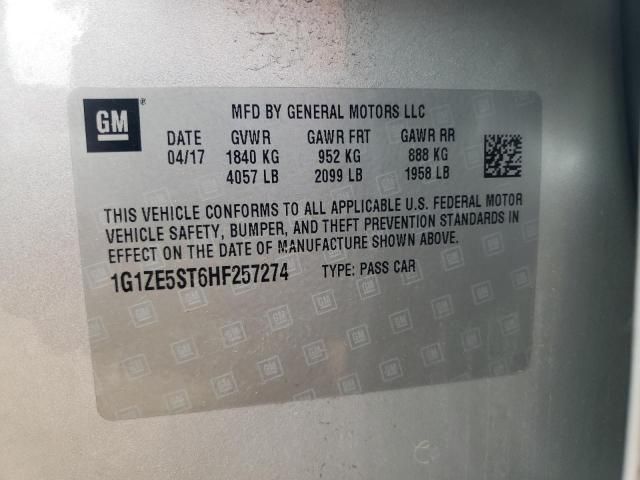 GM® MFD BY GENERAL MOTORS LLC
DATE GVWR GAWR FRT GAWR RR
04/17 1840 KG 952 KG 888 KG
4057 LB 2099 LB 1958 LB
THIS VEHICLE CONFORMS TO ALL APPLICABLE U.S. FEDERAL MOTOR
VEHICLE SAFETY, BUMPER, AND THEFT PREVENTION STANDARDS IN
EFFECT ON THE DATE OF MANUFACTURE SHOWN ABOVE.
1G1ZE5ST6HF257274 TYPE: PASS CAR